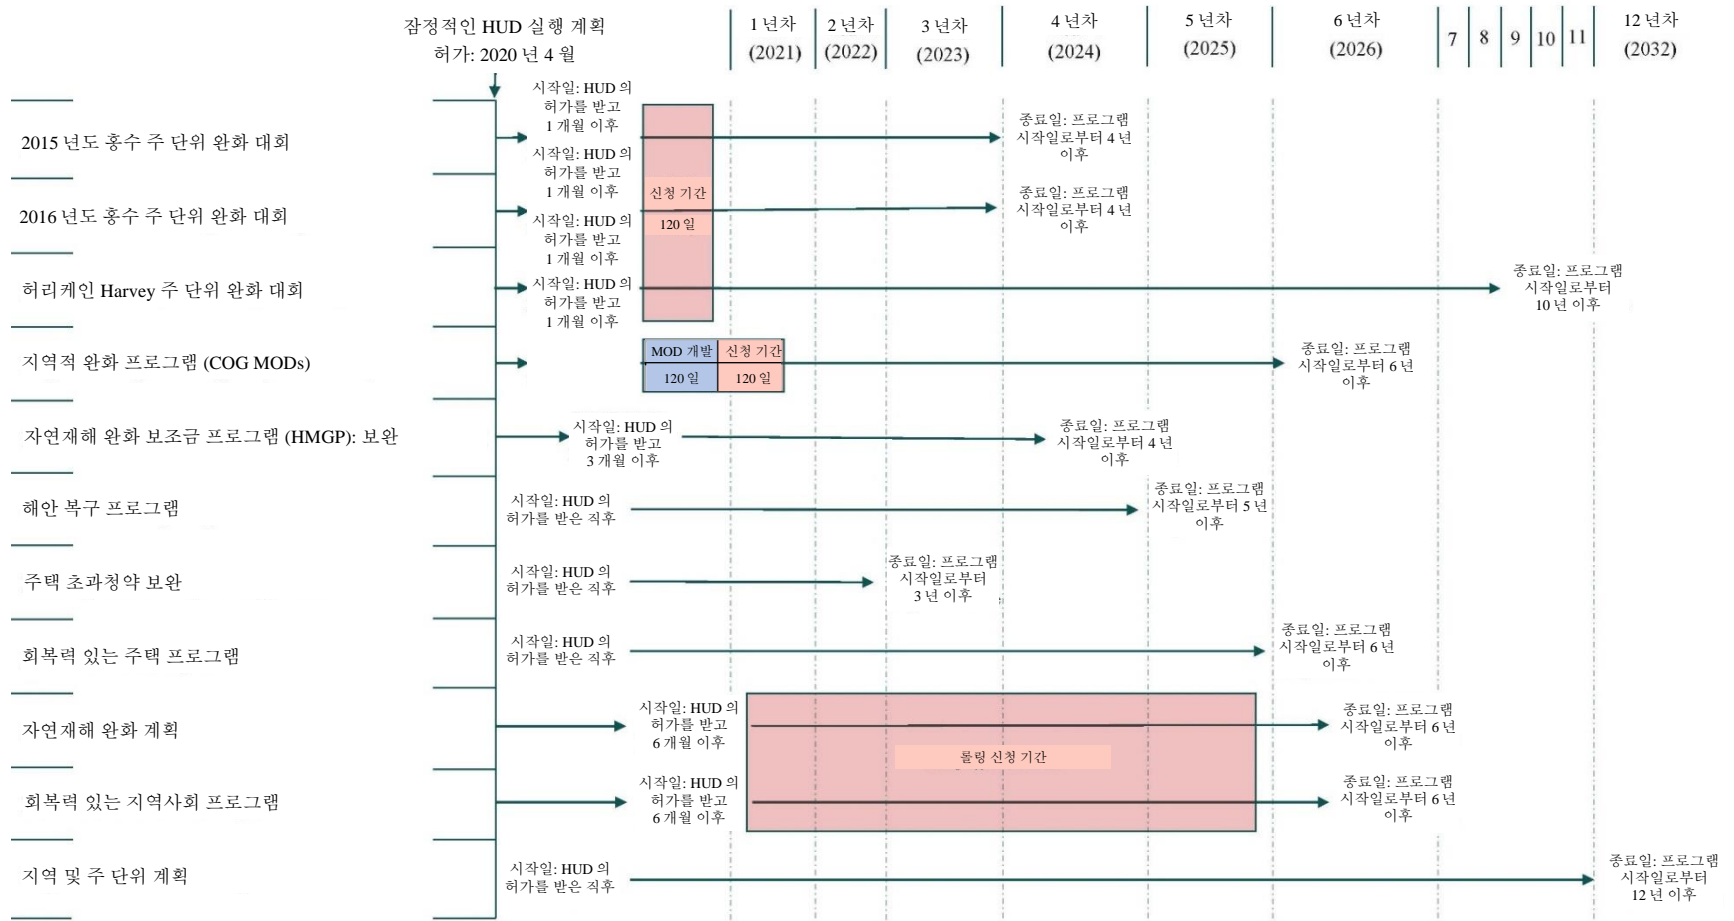 잠정적인 HUD 실행 계획
허가: 2020 년 4 월
1 년차
(2021)
2 년차
(2022)
3 년차
(2023)
4 년차
(2024)
5 년차
(2025)
6 년차
(2026)
7
8
9
10
11
12 년차
(2032)
2015 년도 홍수 주 단위 완화 대회
시작일: HUD 의
허가를 받고
1 개월 이후
종료일: 프로그램
시작일로부터 4 년
이후
2016 년도 홍수 주 단위 완화 대회
시작일: HUD 의
허가를 받고
1 개월 이후
신청 기간
120 일
종료일: 프로그램
시작일로부터 4 년
이후
허리케인 Harvey 주 단위 완화 대회
시작일: HUD 의
허가를 받고
1 개월 이후
종료일: 프로그램
시작일로부터
10 년 이후
지역적 완화 프로그램 (COG MODs)
시작일: HUD 의
허가를 받고
1 개월 이후
MOD 개발
120 일
신청 기간
120 일
종료일: 프로그램
시작일로부터 6 년
이후
자연재해 완화 보조금 프로그램 (HMGP): 보완
시작일: HUD 의
허가를 받고
3 개월 이후
종료일: 프로그램
시작일로부터 4 년
이후
해안 복구 프로그램
시작일: HUD 의
허가를 받은 직후
종료일: 프로그램
시작일로부터 5 년
이후
주택 초과청약 보완
시작일: HUD 의
허가를 받은 직후
종료일: 프로그램
시작일로부터
3 년 이후
회복력 있는 주택 프로그램
시작일: HUD 의
허가를 받은 직후
종료일: 프로그램
시작일로부터 6 년
이후
자연재해 완화 계획
시작일: HUD 의
허가를 받고
6 개월 이후
롤링 신청 기간
종료일: 프로그램
시작일로부터 6 년
이후
회복력 있는 지역사회 프로그램
시작일: HUD 의
허가를 받고
6 개월 이후
종료일: 프로그램
시작일로부터 6 년
이후
지역 및 주 단위 계획
시작일: HUD 의
허가를 받은 직후
종료일: 프로그램
시작일로부터
12 년 이후